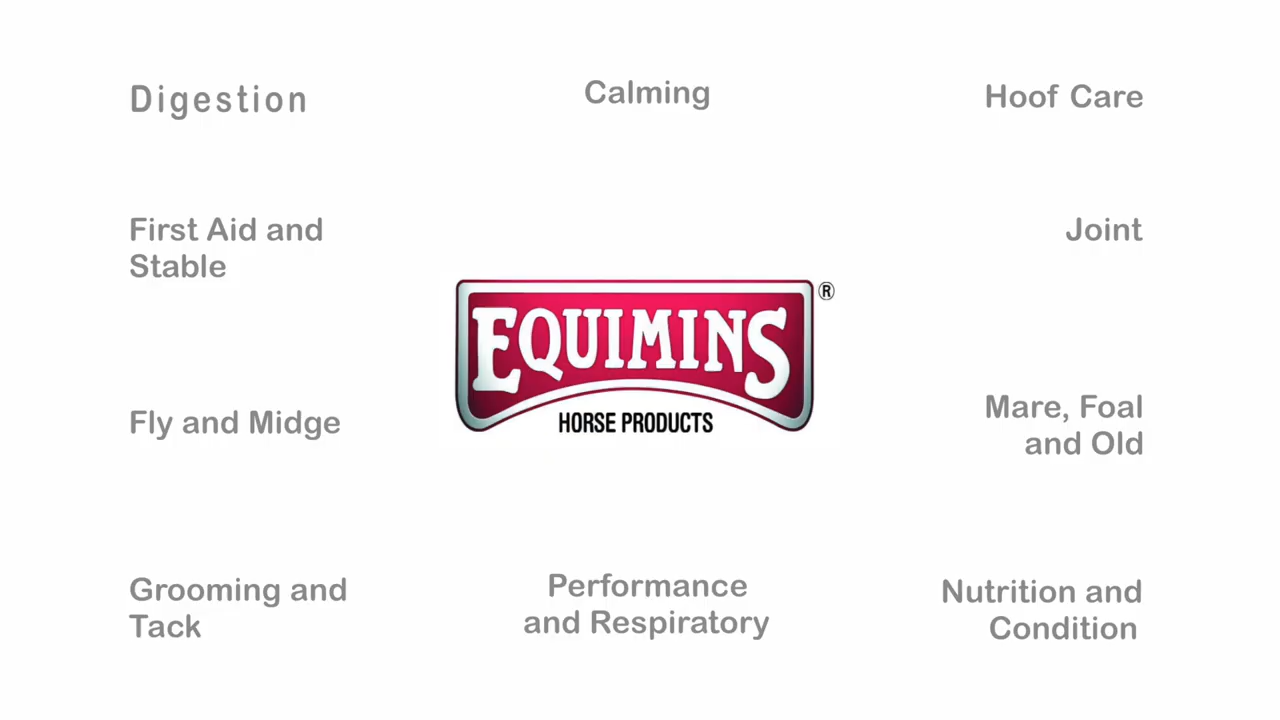 Digestion
Calming
Hoof Care
First Aid and
Stable
Joint
EQUIMINS
®
HORSE PRODUCTS
Fly and Midge
Mare, Foal
and Old
Grooming and
Tack
Performance
and Respiratory
Nutrition and
Condition